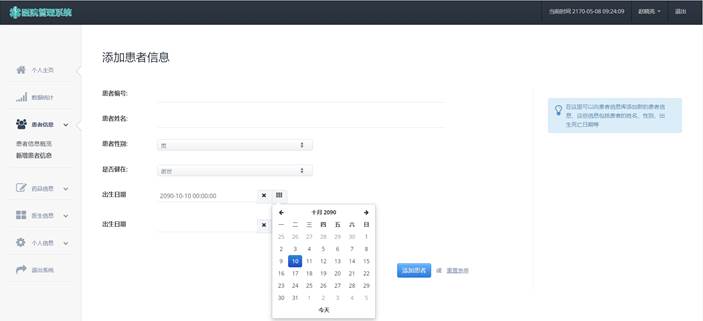 医院管理系统
当前时间 2170-05-08 09:24:09
退出
添加患者信息
个人主页
数据统计
患者信息
患者信息概览
新增患者信息
药品信息
医生信息
个人信息
退出系统
患者编号:
患者姓名:
患者性别:
男
是否健在:
出生日期
2090-10-10 00:00:00
出生日期
十月 2090
一 二 三 四 五 六 日
25 26 27 28 29 30 1
2 3 4 5 6 7 8
9 10 11 12 13 14 15
16 17 18 19 20 21 22
23 24 25 26 27 28 29
30 31 1 2 3 4 5
今天
添加患者 或 重置表单
在这里可以向患者信息库添加新的患者信
息，这些信息包括患者的姓名，性别，出
生死亡日期等